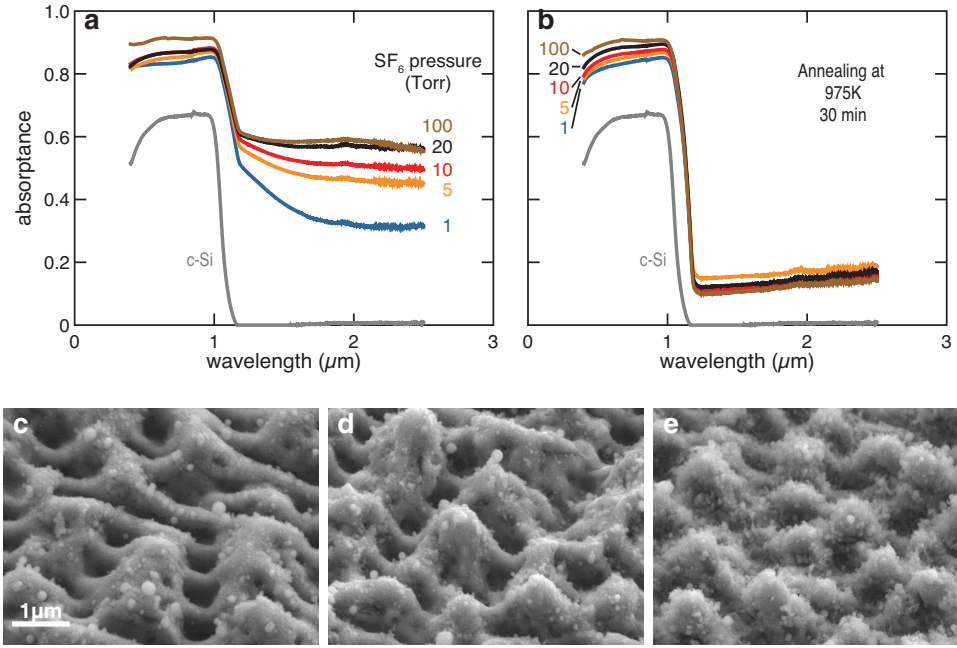 a
SF6 pressure
(Torr)
100
20
10
5
1
c-Si
absorptance
1.0
0.8
0.6
0.4
0.2
0
0
1
2
3
wavelength (µm)
b
100
20
10
5
1
Annealing at
975K
30 min
c-Si
0
1
2
3
wavelength (µm)
c
1µm
d
e